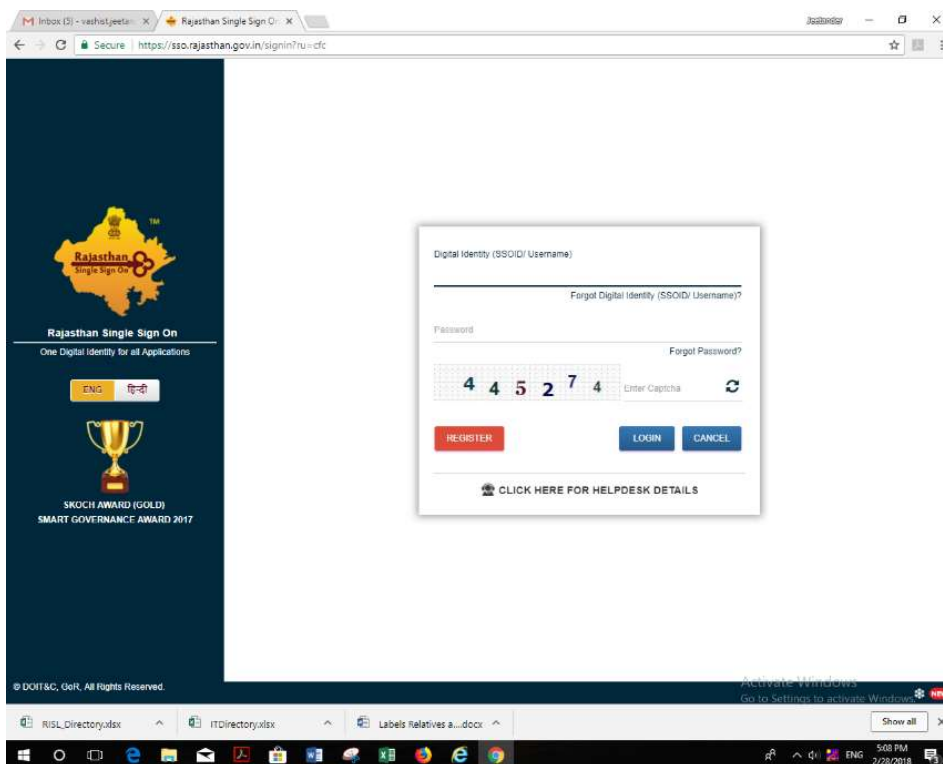 Inbox (5) - vashist.jeetan
Rajasthan Single Sign On
Secure https://sso.rajasthan.gov.in/signin?ru=cfc
TM
Rajasthan
Single Sign On
Rajasthan Single Sign On
One Digital Identity for all Applications
ENG हिन्दी
SKOCH AWARD (GOLD)
SMART GOVERNANCE AWARD 2017
Digital Identity (SSOID/ Username)
Forgot Digital Identity (SSOID/ Username)?
Password
Forgot Password?
4 4 5 2 7 4 Enter Captcha
REGISTER LOGIN CANCEL
CLICK HERE FOR HELPDESK DETAILS
Activate Windows
Go to Settings to activate Windows.
© DOIT&C, GoR, All Rights Reserved.
RISL_Directory.xlsx ITDirectory.xlsx Labels Relatives a....docx Show all
ENG 5:08 PM
2/28/2018